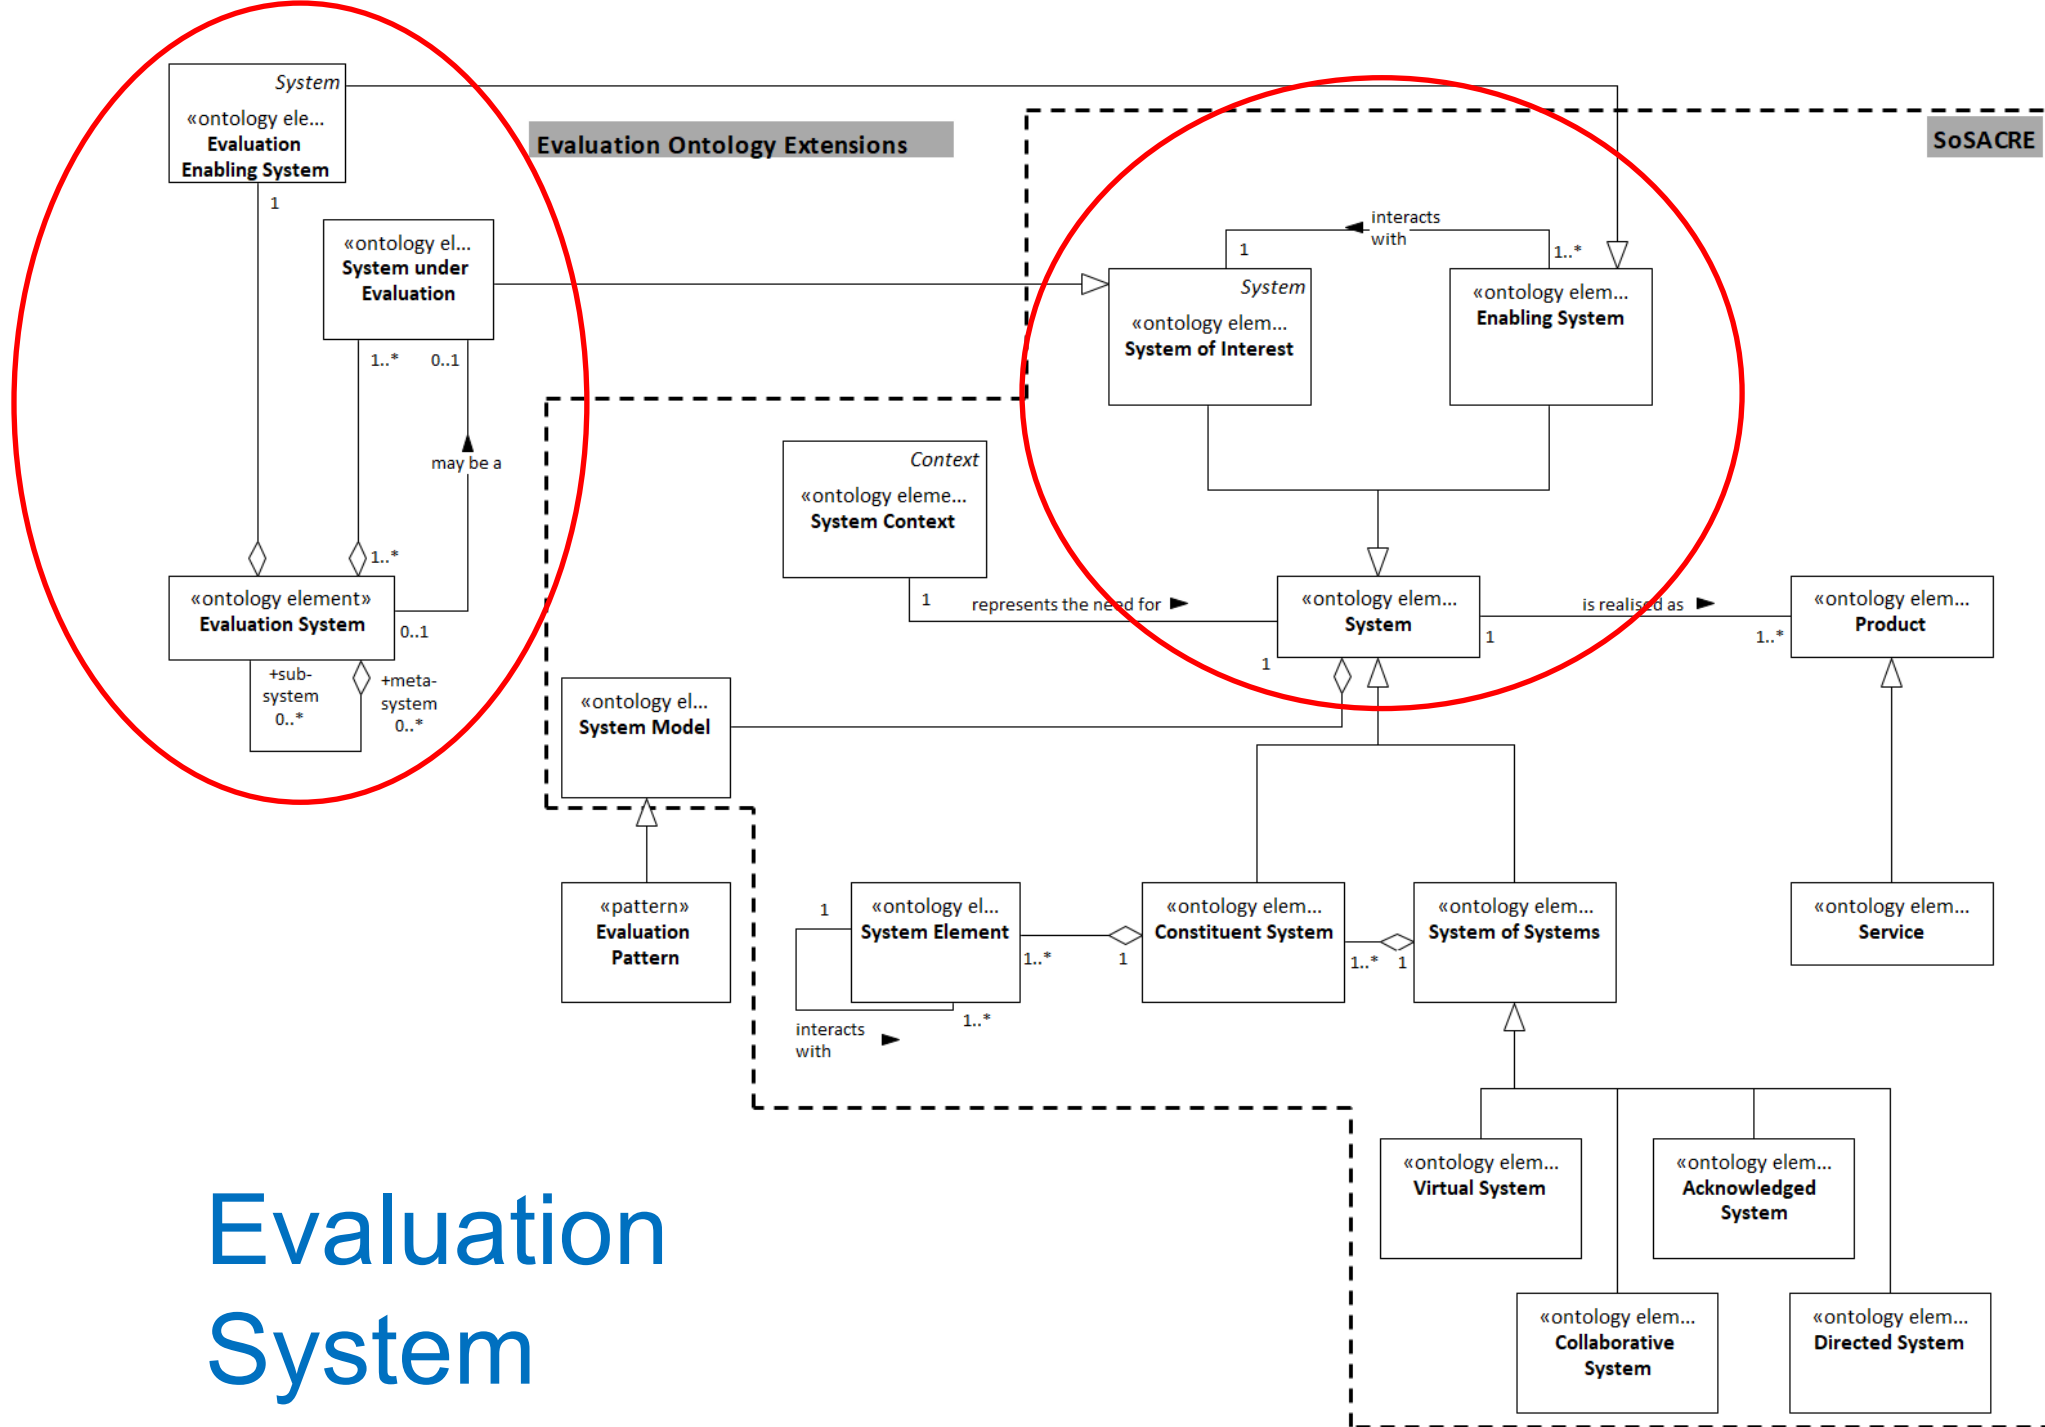 System
«ontology ele...
Evaluation
Enabling System
1
Evaluation Ontology Extensions
SoSACRE
«ontology el...
System under
Evaluation
1..*
0..1
may be a
1..*
«ontology element»
Evaluation System
0..1
+sub-
system
0..*
+meta-
system
0..*
interacts
with
1
1..*
System
«ontology elem...
System of Interest
«ontology elem...
Enabling System
Context
«ontology eleme...
System Context
1
represents the need for
«ontology elem...
System
1
1
is realised as
1..*
«ontology elem...
Product
«ontology el...
System Model
«pattern»
Evaluation
Pattern
1
«ontology el...
System Element
1..*
interacts
with
1..*
1
«ontology elem...
Constituent System
1..*
1
«ontology elem...
System of Systems
«ontology elem...
Service
«ontology elem...
Virtual System
«ontology elem...
Acknowledged
System
«ontology elem...
Collaborative
System
«ontology elem...
Directed System
Evaluation
System